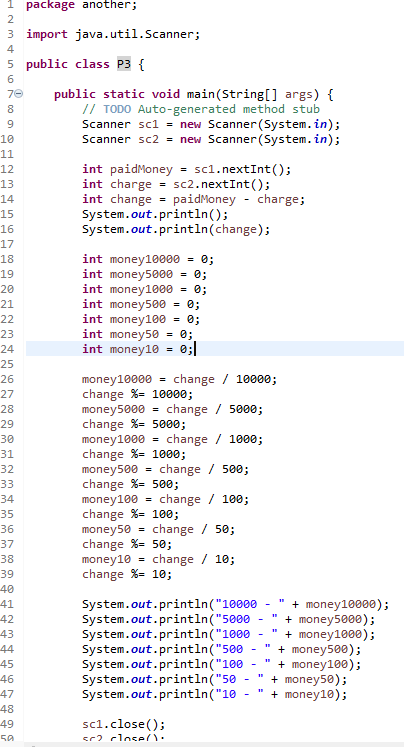 1 package another;
2
3 import java.util.Scanner;
4
5 public class P3 {
6
7 public static void main(String[] args) {
8 // TODO Auto-generated method stub
9 Scanner sc1 = new Scanner(System.in);
10 Scanner sc2 = new Scanner(System.in);
11
12 int paidMoney = sc1.nextInt();
13 int charge = sc2.nextInt();
14 int change = paidMoney - charge;
15 System.out.println();
16 System.out.println(change);
17
18 int money10000 = 0;
19 int money5000 = 0;
20 int money1000 = 0;
21 int money500 = 0;
22 int money100 = 0;
23 int money50 = 0;
24 int money10 = 0;
25
26 money10000 = change / 10000;
27 change %= 10000;
28 money5000 = change / 5000;
29 change %= 5000;
30 money1000 = change / 1000;
31 change %= 1000;
32 money500 = change / 500;
33 change %= 500;
34 money100 = change / 100;
35 change %= 100;
36 money50 = change / 50;
37 change %= 50;
38 money10 = change / 10;
39 change %= 10;
40
41 System.out.println("10000 - " + money10000);
42 System.out.println("5000 - " + money5000);
43 System.out.println("1000 - " + money1000);
44 System.out.println("500 - " + money500);
45 System.out.println("100 - " + money100);
46 System.out.println("50 - " + money50);
47 System.out.println("10 - " + money10);
48
49 sc1.close();
50 sc2.close();